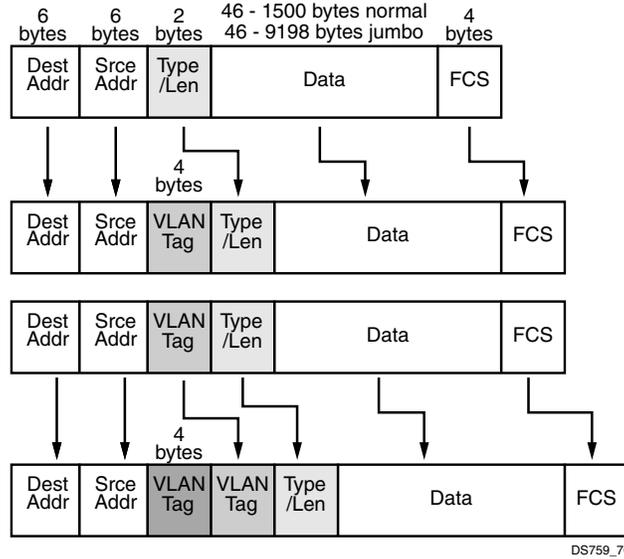 6 bytes
6 bytes
2 bytes
46 - 1500 bytes normal
46 - 9198 bytes jumbo
4 bytes
Dest Addr
Srce Addr
Type /Len
Data
FCS
4 bytes
Dest Addr
Srce Addr
VLAN Tag
Type /Len
Data
FCS
Dest Addr
Srce Addr
VLAN Tag
Type /Len
Data
FCS
4 bytes
Dest Addr
Srce Addr
VLAN Tag
VLAN Tag
Type /Len
Data
FCS
DS759_7